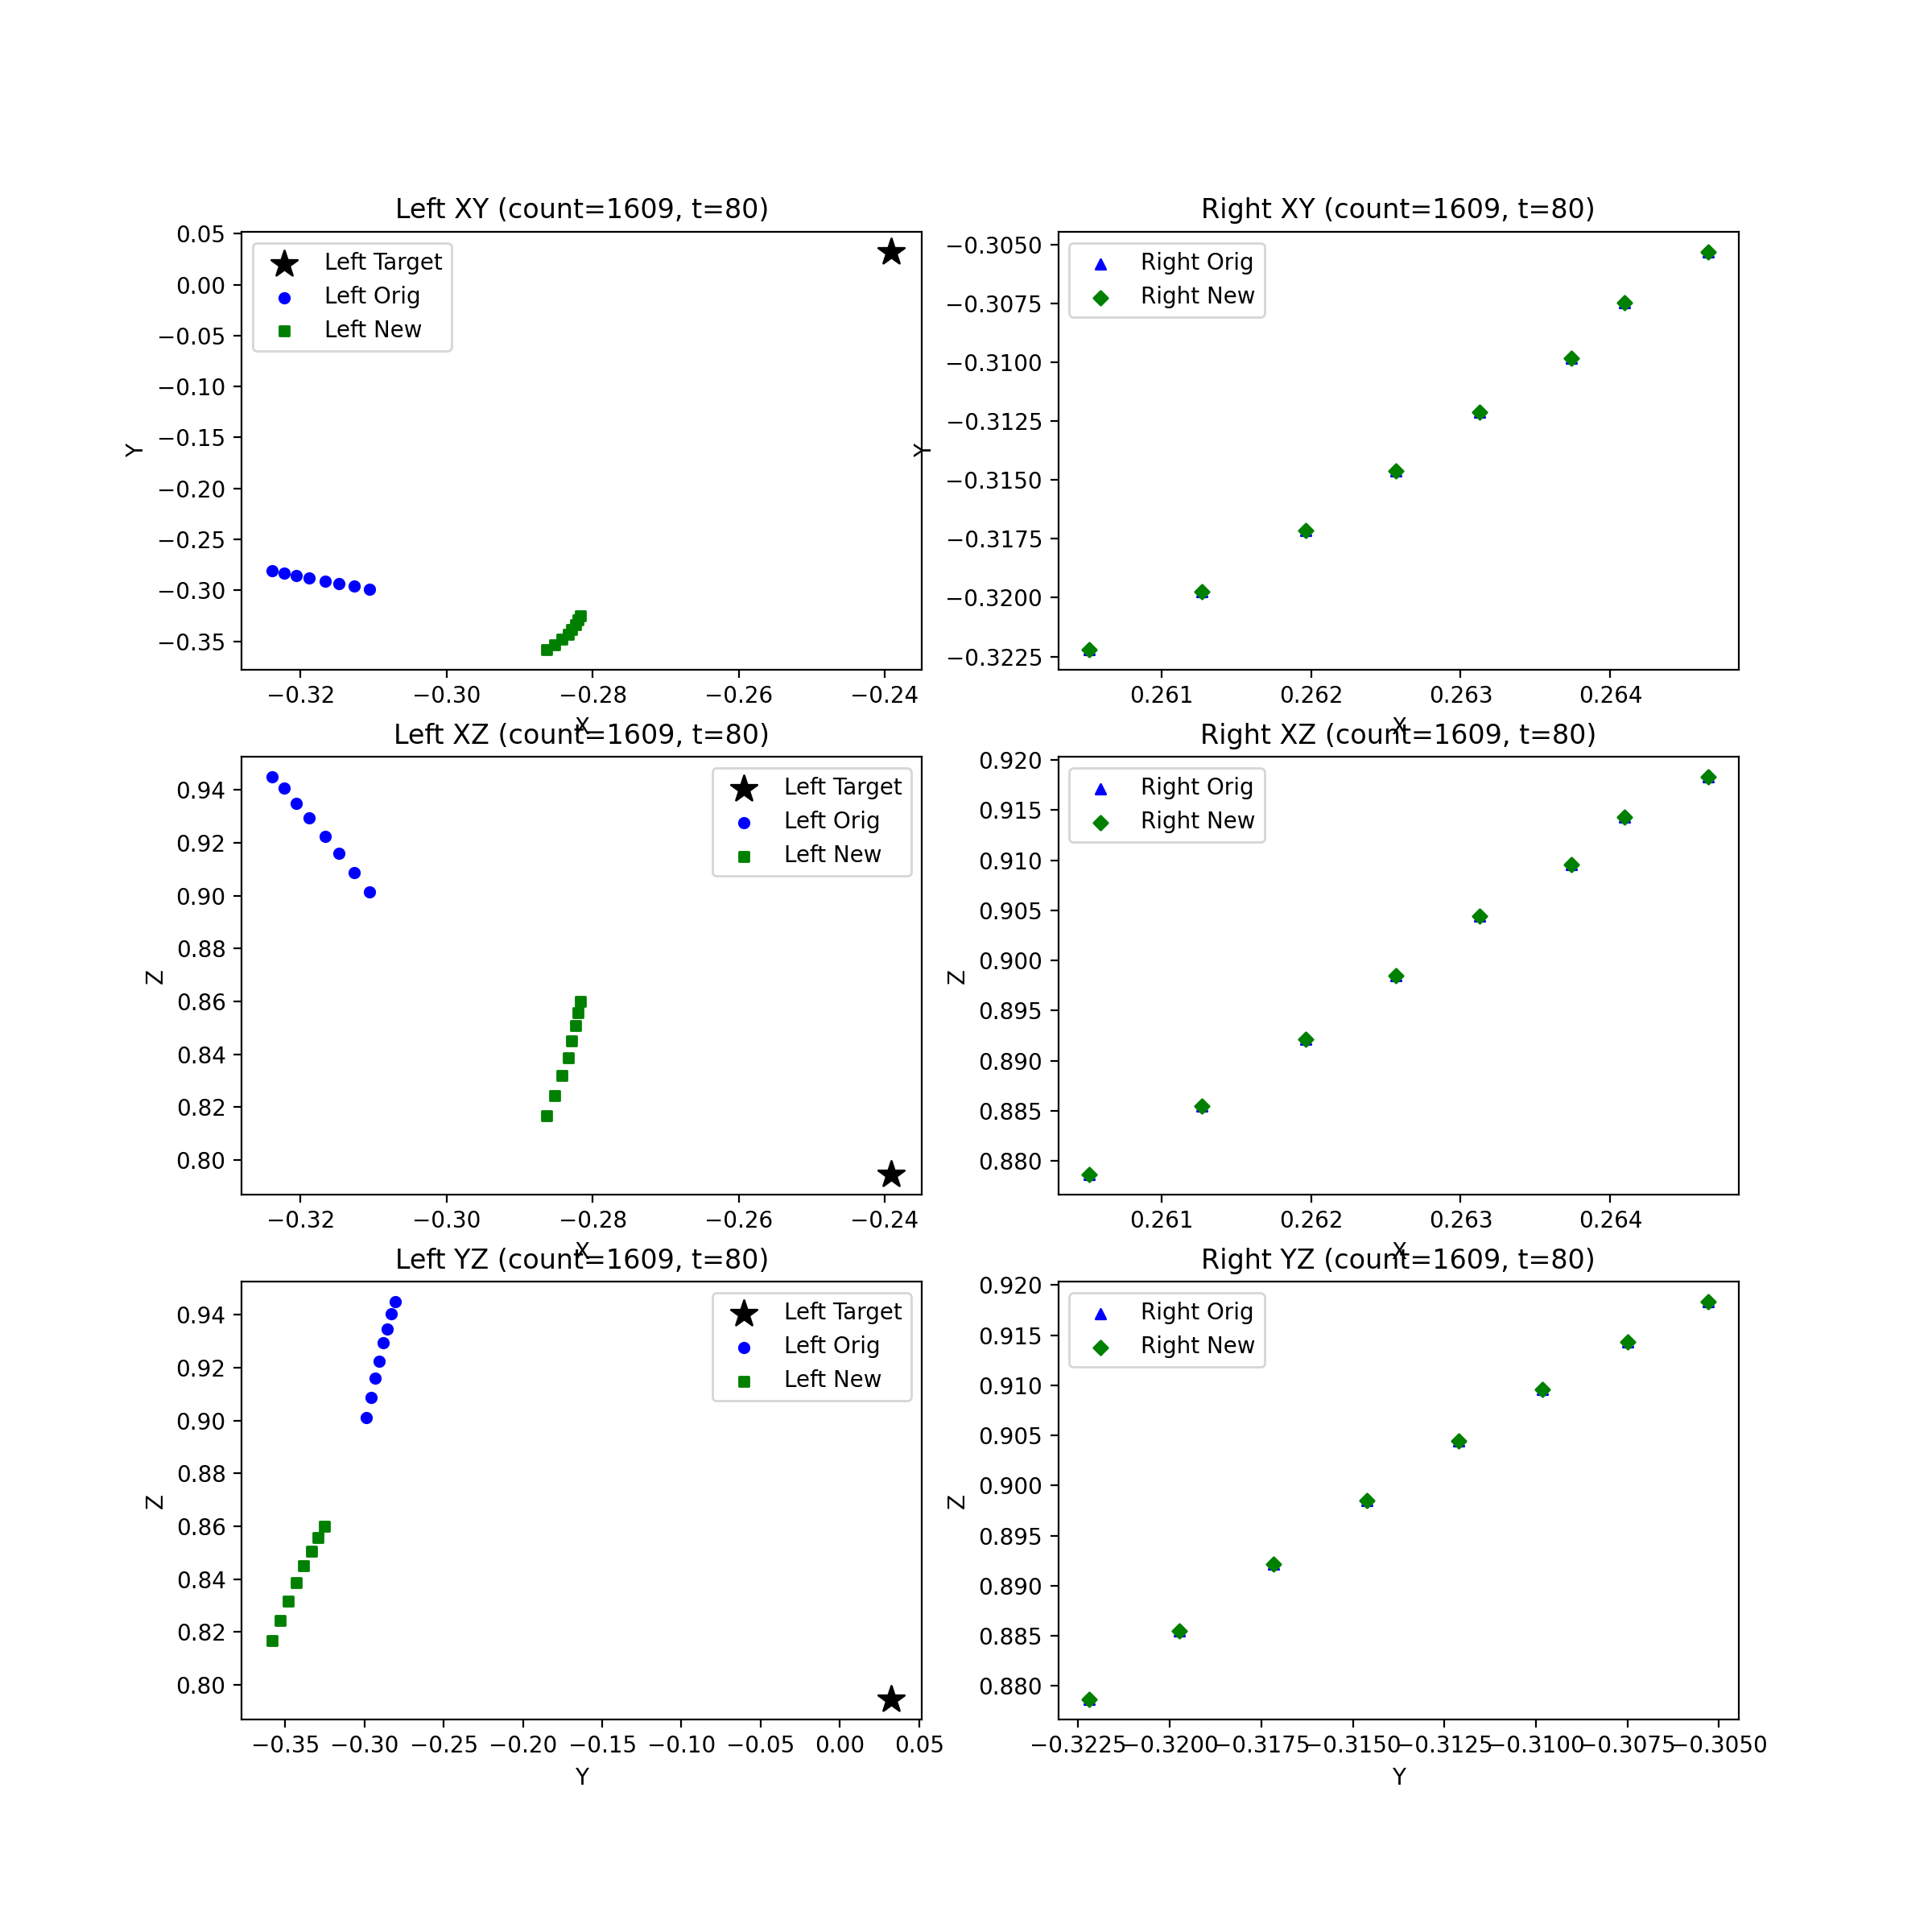 Left XY (count=1609, t=80)
Left Target
Left Orig
Left New
0.05
0.00
−0.05
−0.10
−0.15
−0.20
−0.25
−0.30
−0.35
Y
−0.32 −0.30 −0.28 −0.26 −0.24
X
Right XY (count=1609, t=80)
Right Orig
Right New
−0.3050
−0.3075
−0.3100
−0.3125
−0.3150
−0.3175
−0.3200
−0.3225
Y
0.261 0.262 0.263 0.264
X
Left XZ (count=1609, t=80)
Left Target
Left Orig
Left New
0.94
0.92
0.90
0.88
0.86
0.84
0.82
0.80
Z
−0.32 −0.30 −0.28 −0.26 −0.24
X
Right XZ (count=1609, t=80)
Right Orig
Right New
0.920
0.915
0.910
0.905
0.900
0.895
0.890
0.885
0.880
Z
0.261 0.262 0.263 0.264
X
Left YZ (count=1609, t=80)
Left Target
Left Orig
Left New
0.94
0.92
0.90
0.88
0.86
0.84
0.82
0.80
Z
−0.35 −0.30 −0.25 −0.20 −0.15 −0.10 −0.05 0.00 0.05
Y
Right YZ (count=1609, t=80)
Right Orig
Right New
0.920
0.915
0.910
0.905
0.900
0.895
0.890
0.885
0.880
Z
−0.3225 −0.3200 −0.3175 −0.3150 −0.3125 −0.3100 −0.3075 −0.3050
Y